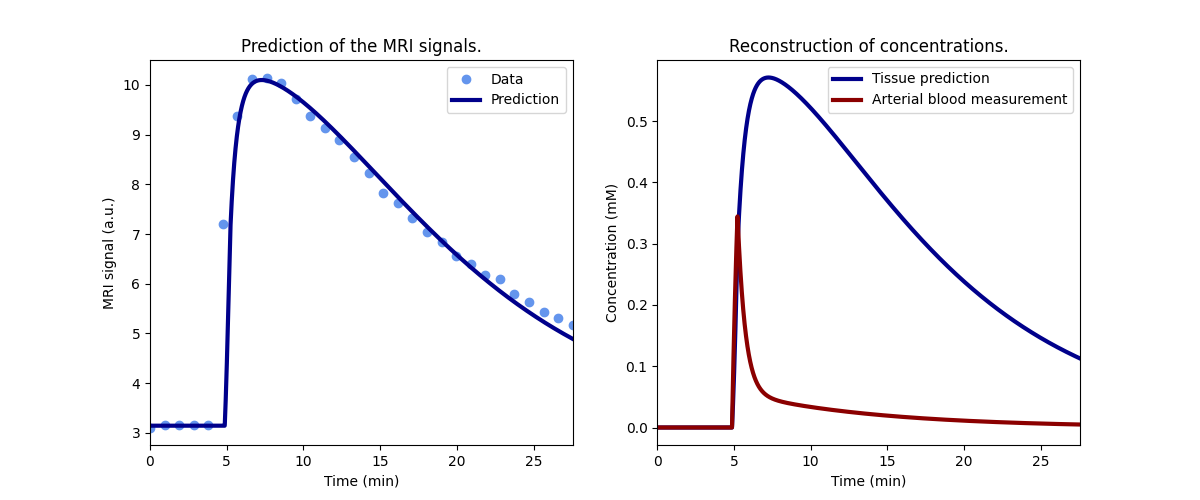 Prediction of the MRI signals.
MRI signal (a.u.)
10
9
8
7
6
5
4
3
Data
Prediction
0 5 10 15 20 25
Time (min)
Reconstruction of concentrations.
Concentration (mM)
0.5
0.4
0.3
0.2
0.1
0.0
Tissue prediction
Arterial blood measurement
0 5 10 15 20 25
Time (min)